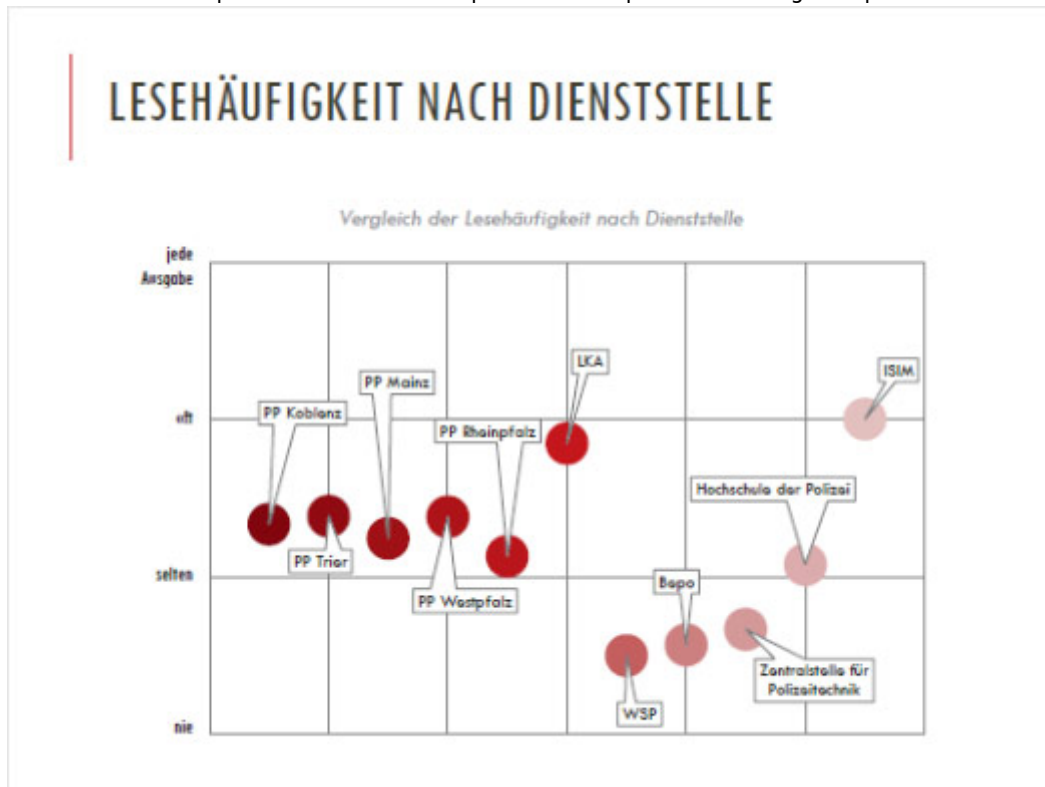 LESEHÄUFIGKEIT NACH DIENSTSTELLE
Vergleich der Lesehäufigkeit nach Dienststelle
jede
Ausgabe
oft
selten
nie
PP Koblenz
PP Trier
PP Mainz
PP Westpfalz
PP Rheinpfalz
LKA
WSP
Bepo
Zentralstelle für
Polizeitechnik
Hochschule der Polizei
ISIM